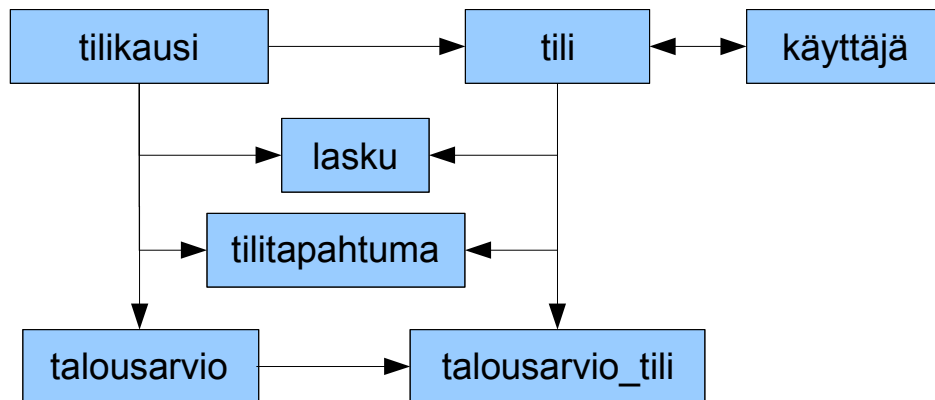 tilikausi
tili
käyttäjä
lasku
tilitapahtuma
talousarvio
talousarvio_tili